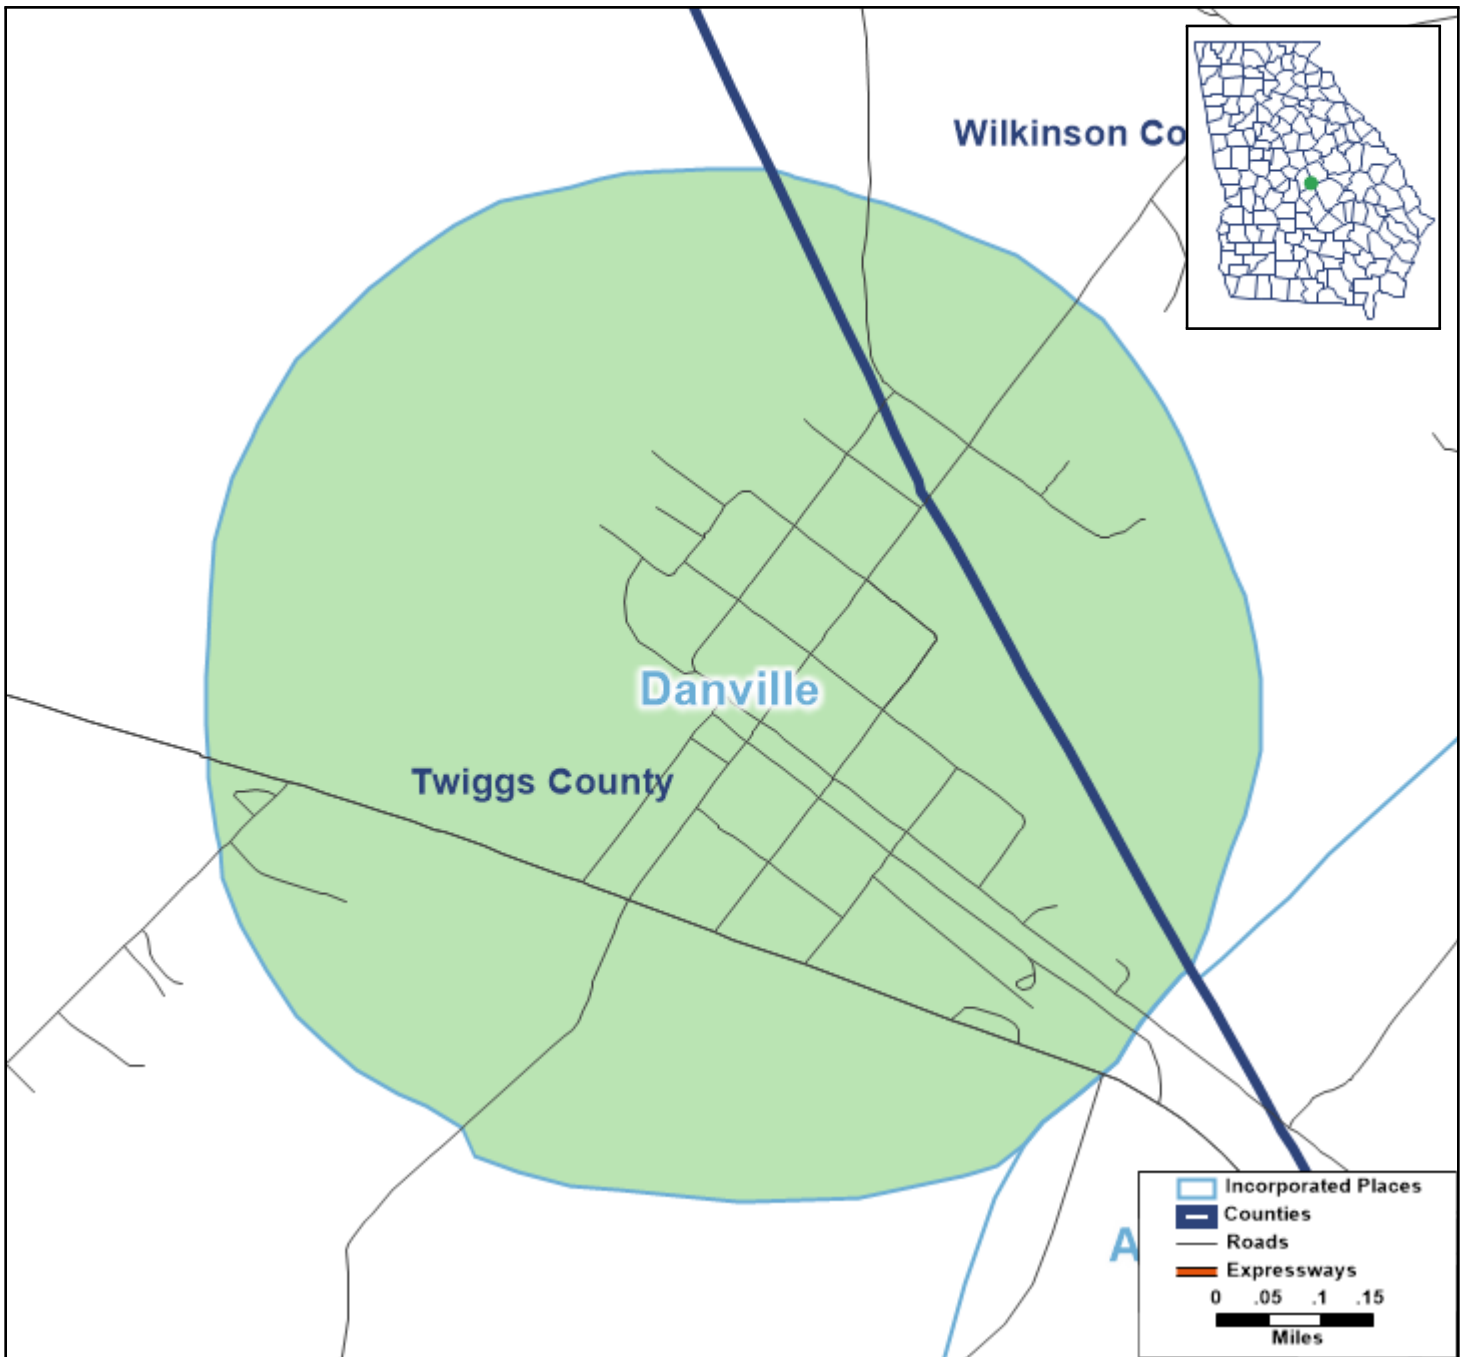 Wilkinson Co
Danville
Twiggs County
A
Incorporated Places
Counties
Roads
Expressways
0 .05 .1 .15
Miles